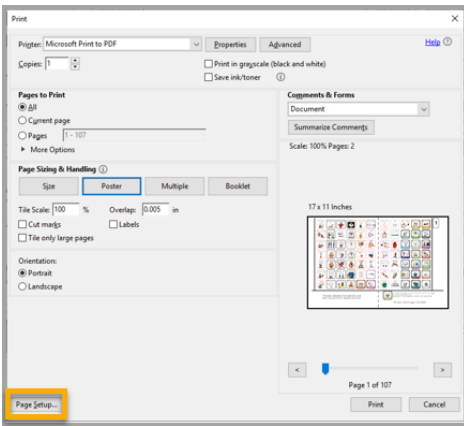 Print
Printer: Microsoft Print to PDF Properties Advanced Help
Copies: 1 Print in grayscale (black and white)
Save ink/toner
Pages to Print
All
Current page
Pages 1 - 107
More Options
Comments & Forms
Document
Summarize Comments
Scale: 100% Pages: 2
Page Sizing & Handling
Size Poster Multiple Booklet
Tile Scale: 100 % Overlap: 0.005 in
Cut marks Labels
Tile only large pages
Orientation:
Portrait
Landscape
17 x 11 Inches
< >
Page 1 of 107
Page Setup... Print Cancel